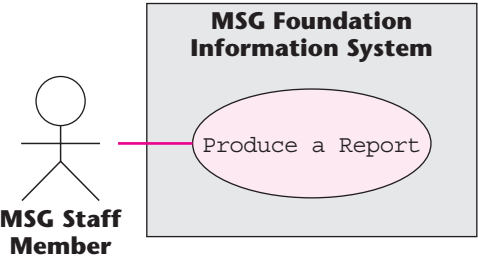 MSG Foundation
Information System
Produce a Report
MSG Staff
Member